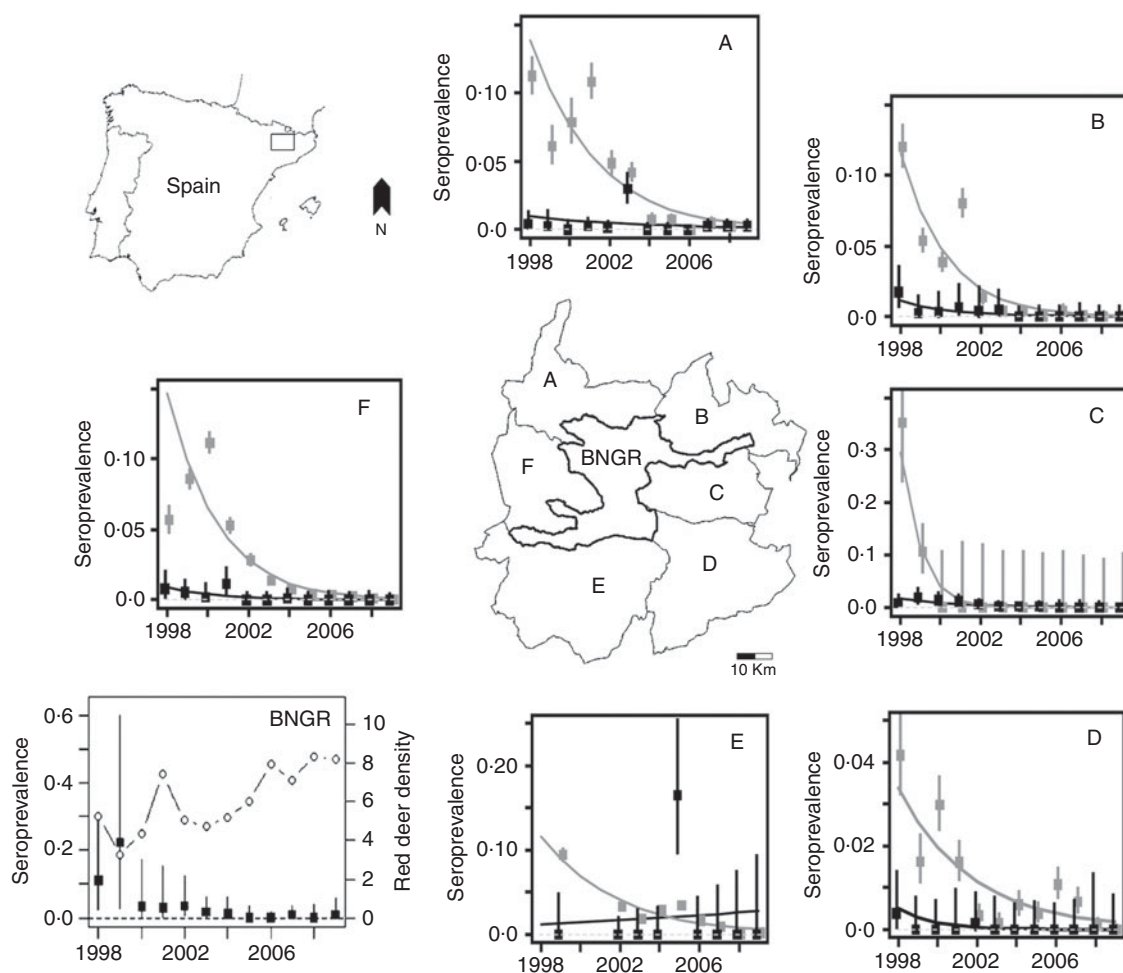 Spain
N
A
Seroprevalence
0·10
0·05
0·0
1998 2002 2006
B
Seroprevalence
0·10
0·05
0·0
1998 2002 2006
F
Seroprevalence
0·10
0·05
0·0
1998 2002 2006
A
B
BNGR
F
C
D
E
10 Km
C
Seroprevalence
0·3
0·2
0·1
0·0
1998 2002 2006
BNGR
Seroprevalence
0·6
0·4
0·2
0·0
10
8
6
4
2
0
Red deer density
1998 2002 2006
E
Seroprevalence
0·20
0·10
0·0
1998 2002 2006
D
Seroprevalence
0·04
0·02
0·0
1998 2002 2006